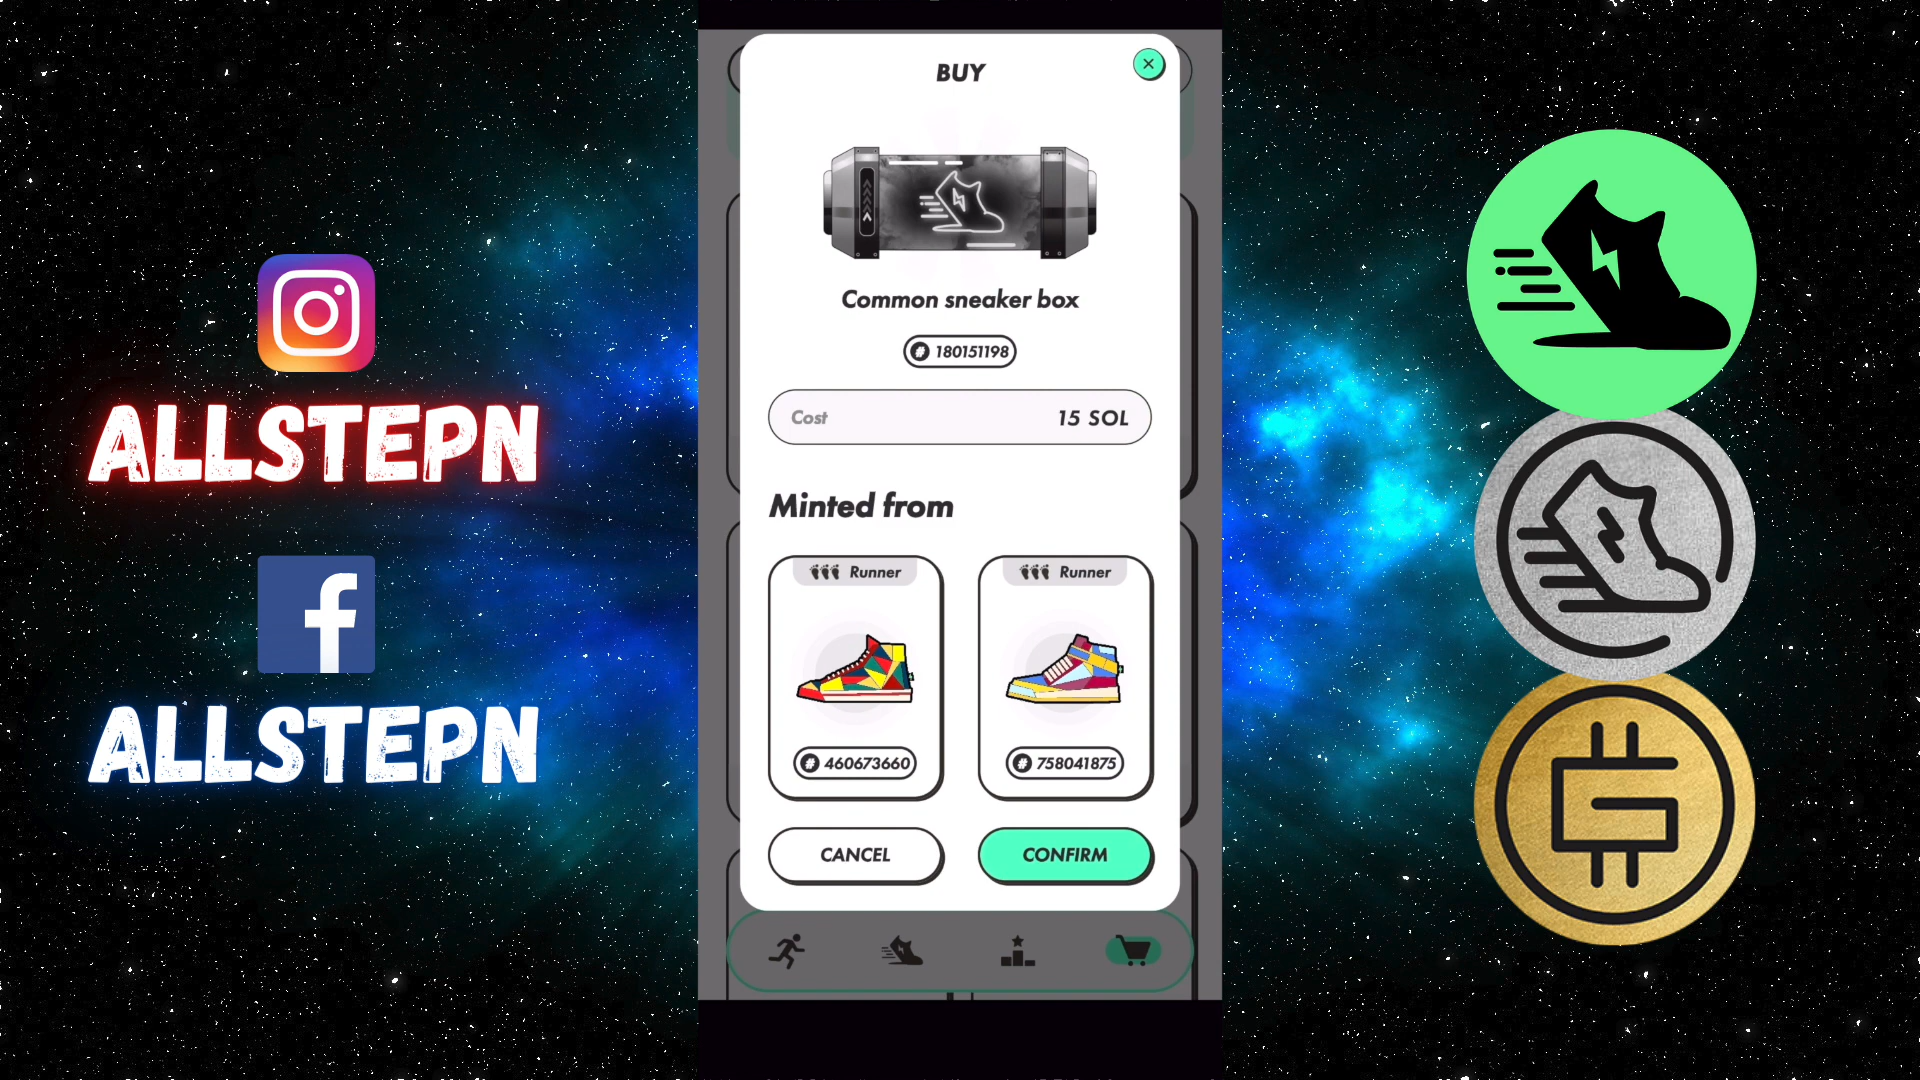 ALLSTEPN
ALLSTEPN
BUY
Common sneaker box
# 180151198
Cost 15 SOL
Minted from
Runner
Runner
# 460673660
# 758041875
CANCEL
CONFIRM